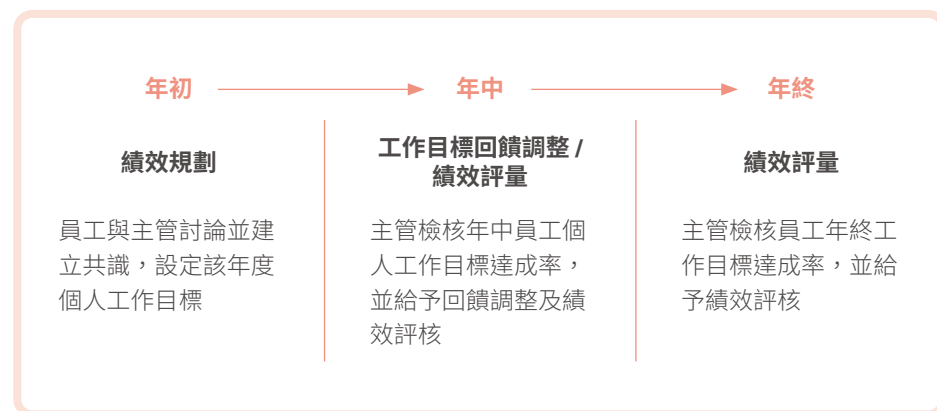 年初
年中
年終
績效規劃
工作目標回饋調整 /
績效評量
績效評量
員工與主管討論並建
立共識，設定該年度
個人工作目標
主管檢核年中員工個
人工作目標達成率，
並給予回饋調整及績
效評核
主管檢核員工年終工
作目標達成率，並給
予績效評核